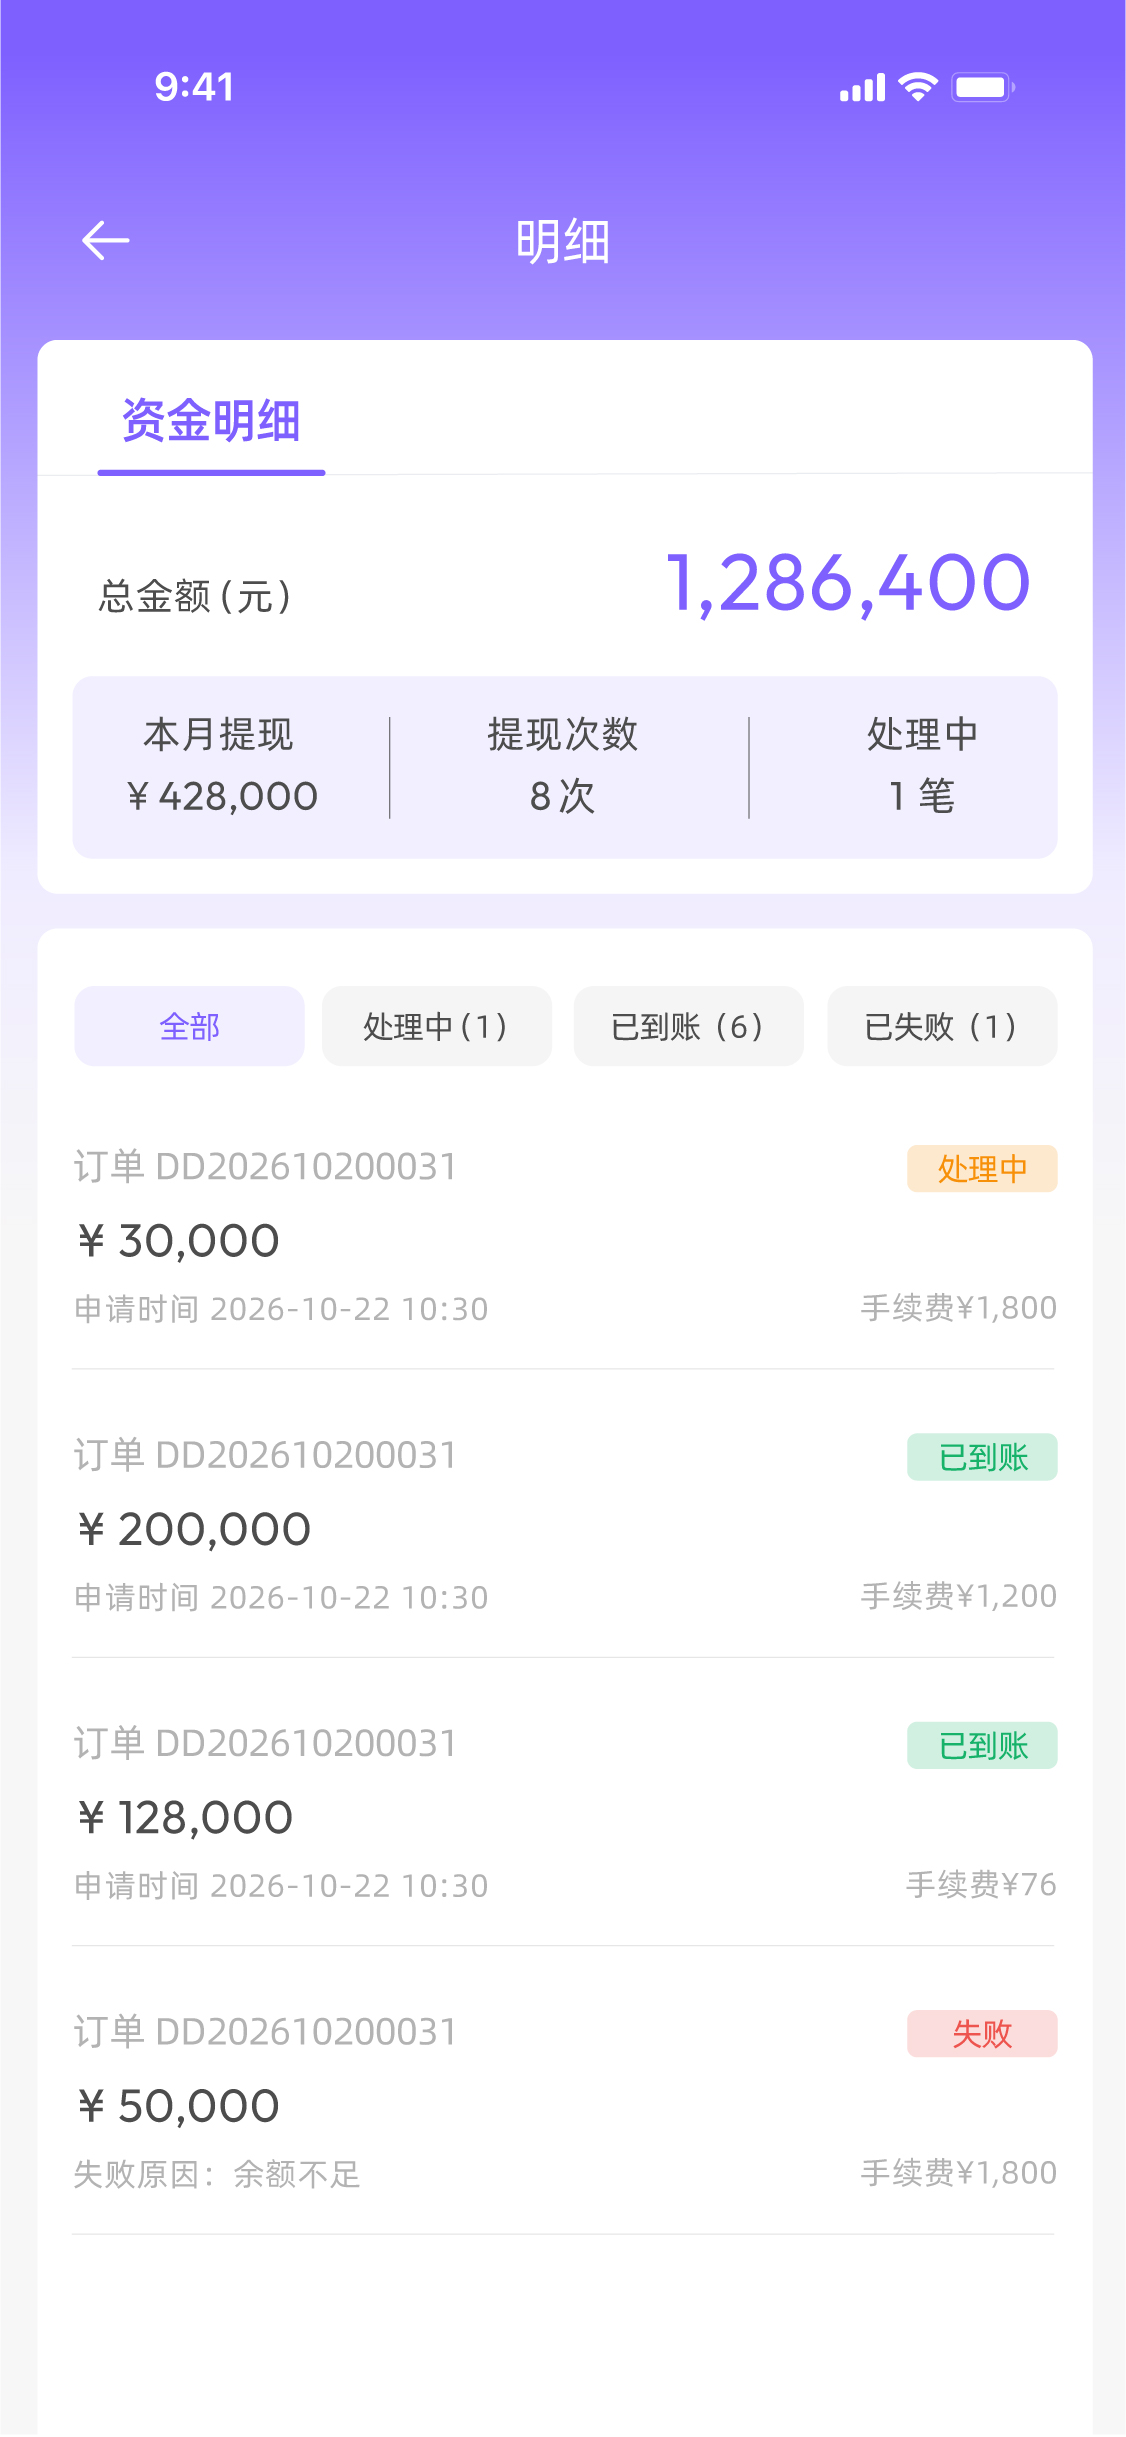 9:41
明细
资金明细
总金额(元) 1,286,400
本月提现 提现次数 处理中
¥ 428,000 8 次 1 笔
全部 处理中(1) 已到账 (6) 已失败 (1)
订单 DD202610200031 处理中
¥ 30,000
申请时间 2026-10-22 10:30 手续费¥1,800
订单 DD202610200031 已到账
¥ 200,000
申请时间 2026-10-22 10:30 手续费¥1,200
订单 DD202610200031 已到账
¥ 128,000
申请时间 2026-10-22 10:30 手续费¥76
订单 DD202610200031 失败
¥ 50,000
失败原因：余额不足 手续费¥1,800